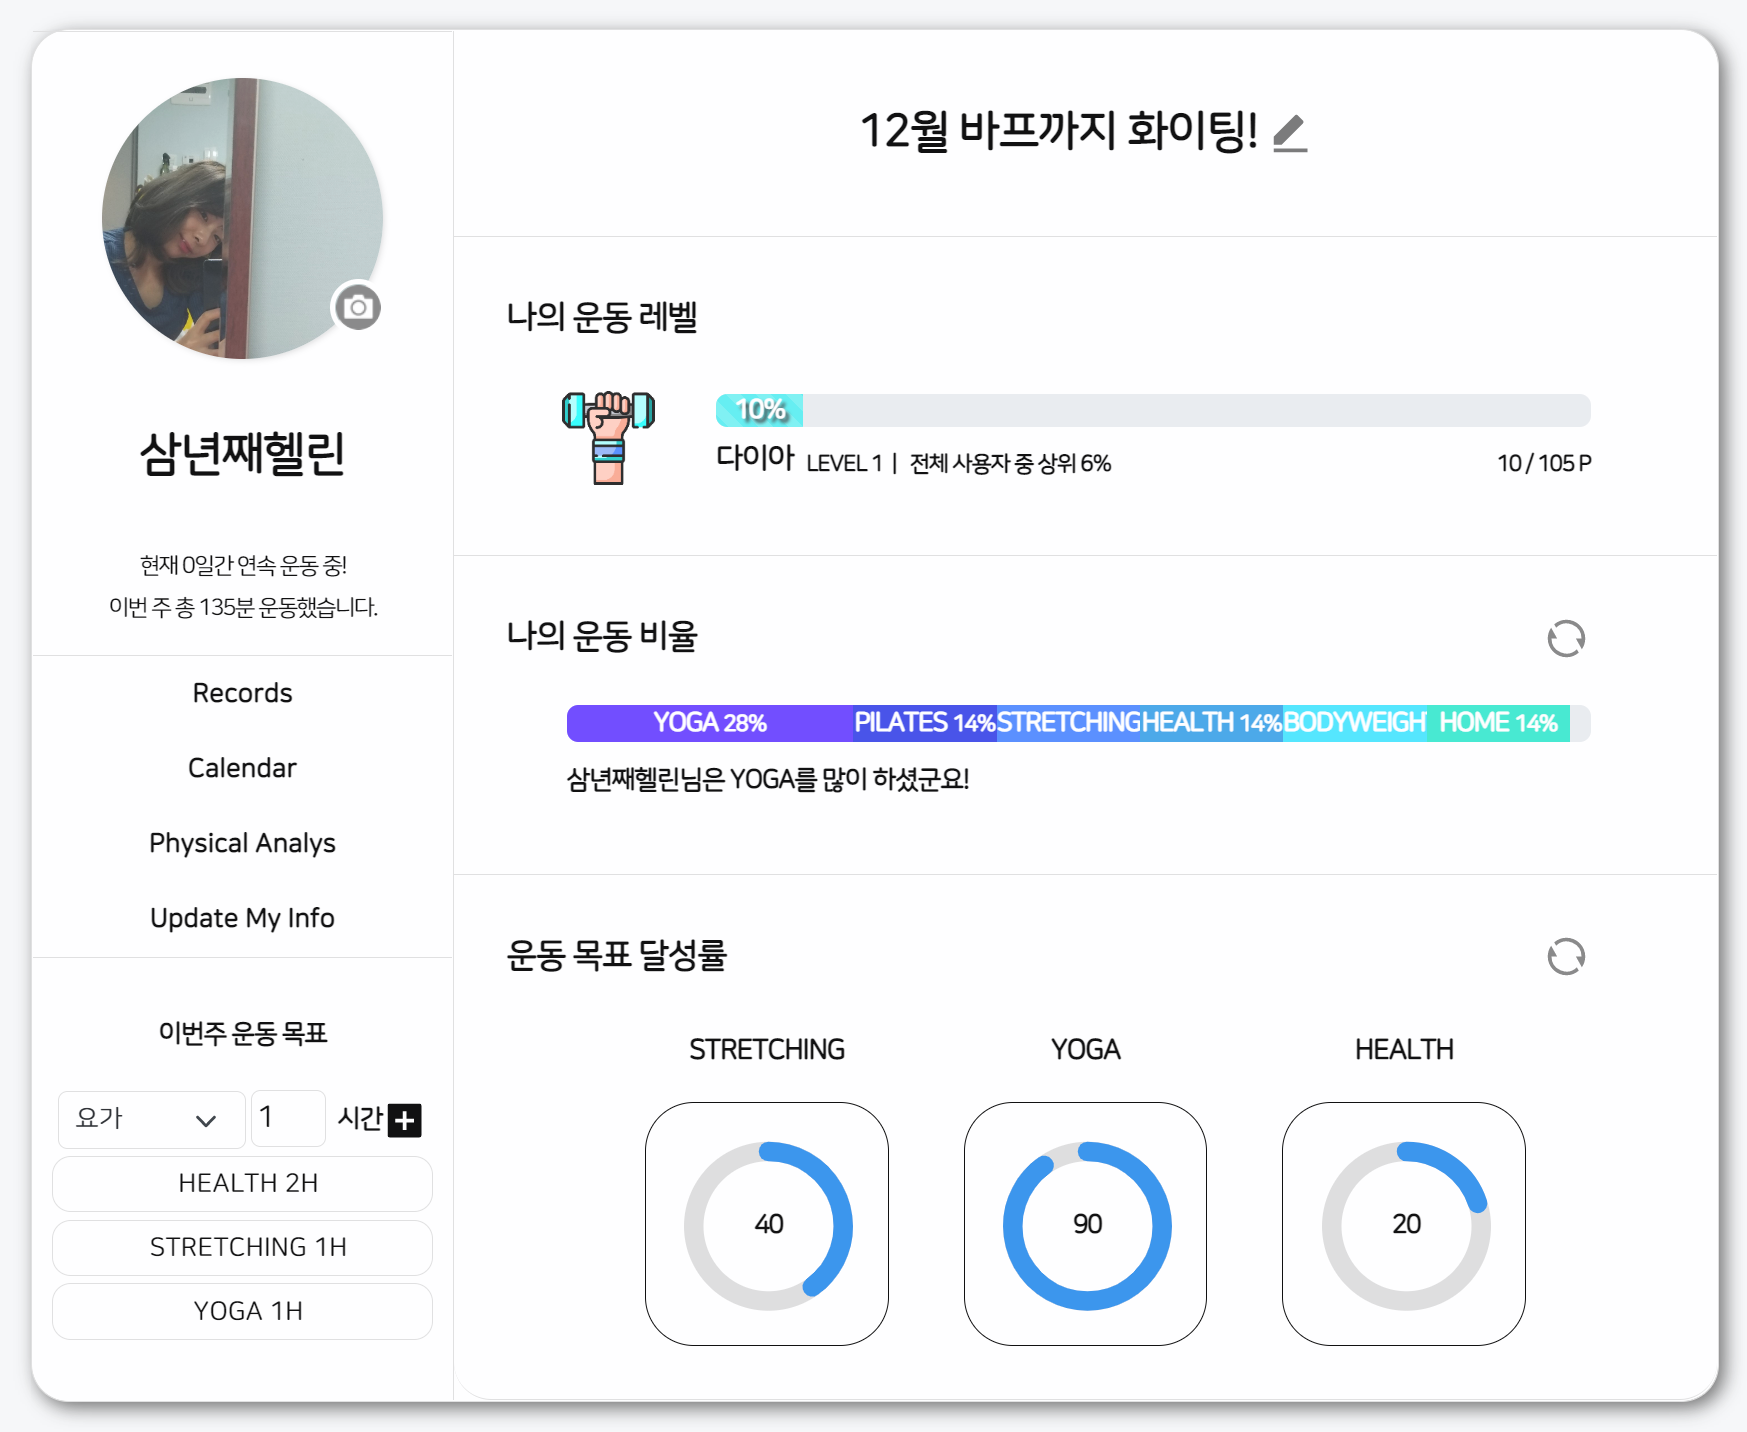 삼년째헬린
현재 0일간 연속 운동 중!
이번 주 총 135분 운동했습니다.
Records
Calendar
Physical Analys
Update My Info
이번주 운동 목표
요가 1 시간
HEALTH 2H
STRETCHING 1H
YOGA 1H
12월 바프까지 화이팅!
나의 운동 레벨
10%
다이아 LEVEL 1 | 전체 사용자 중 상위 6% 10 / 105 P
나의 운동 비율
YOGA 28% PILATES 14% STRETCHING HEALTH 14% BODYWEIGH HOME 14%
삼년째헬린님은 YOGA를 많이 하셨군요!
운동 목표 달성률
STRETCHING YOGA HEALTH
40 90 20